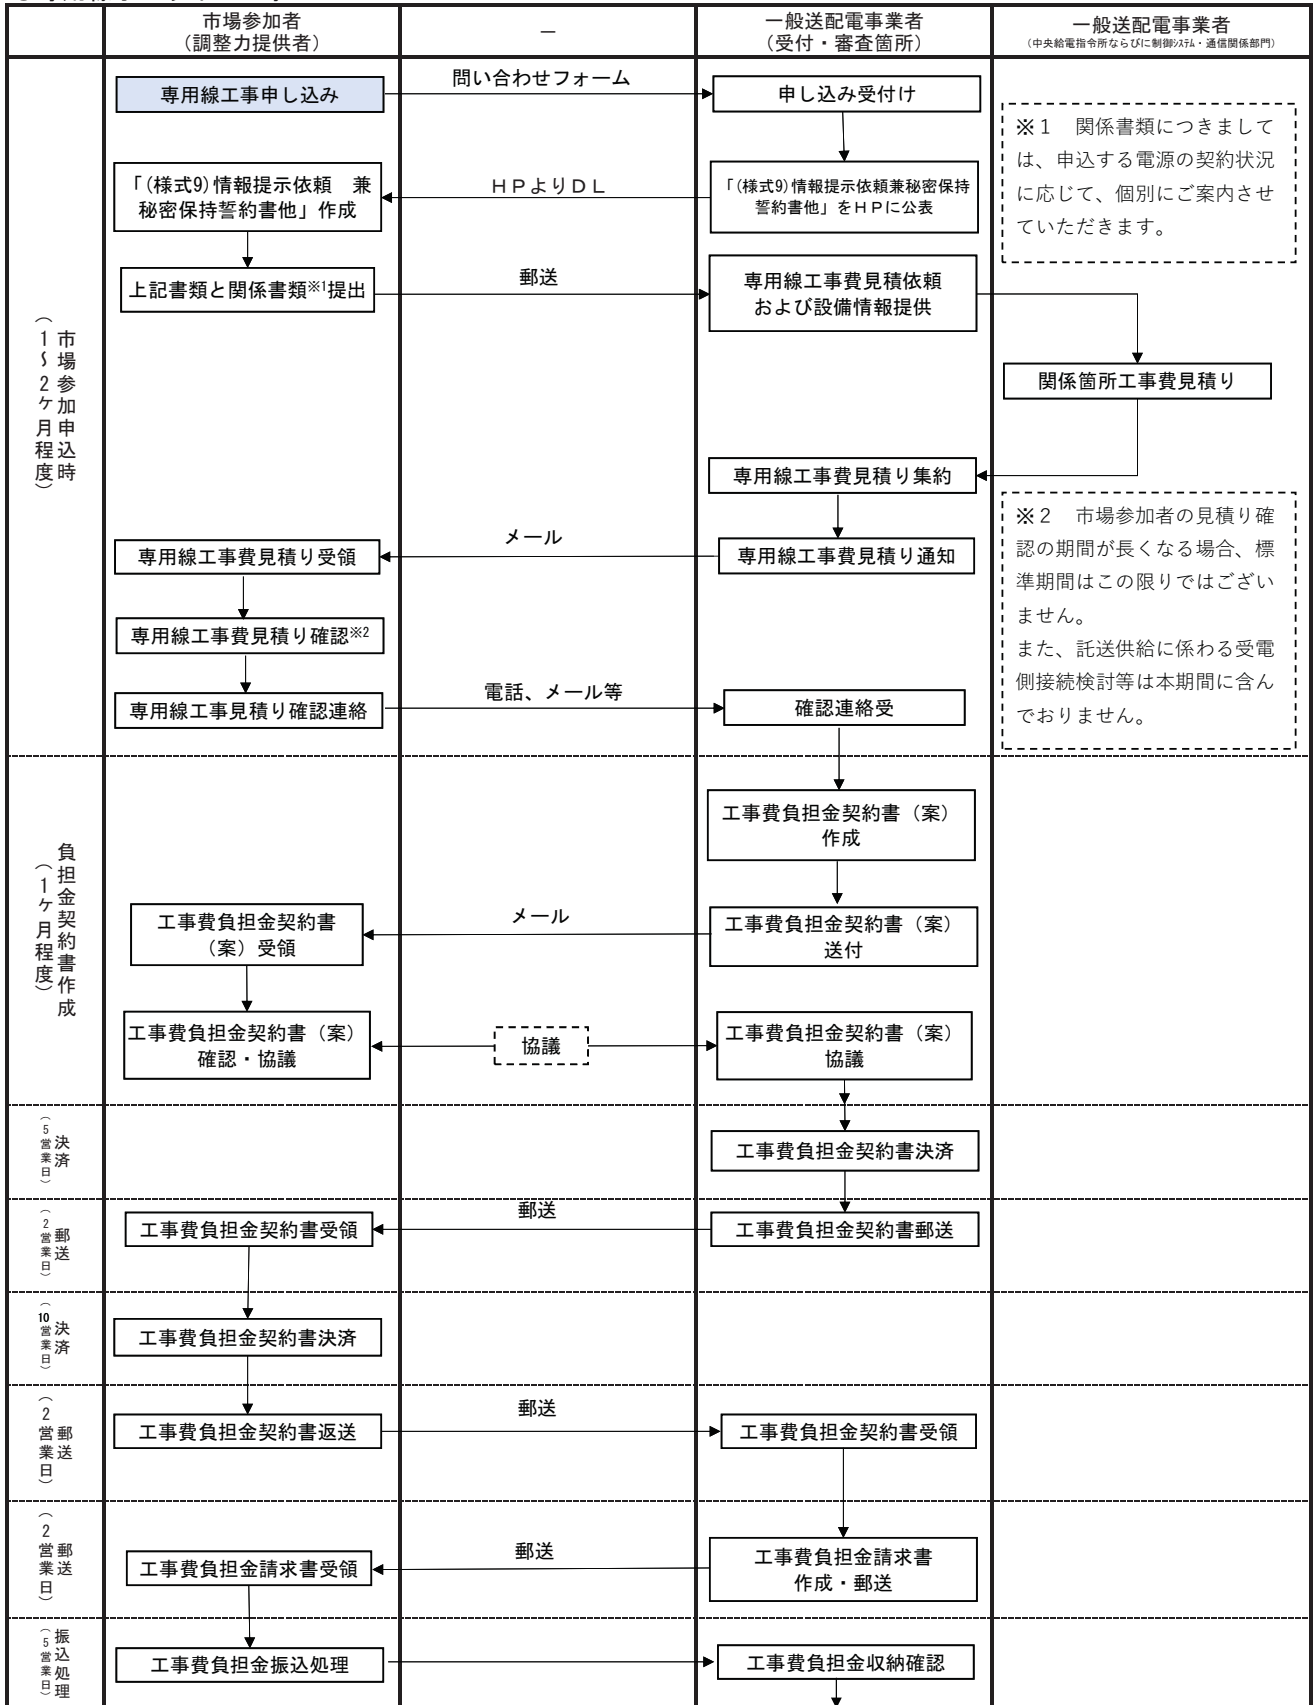 市場参加者
（調整力提供者）
－
一般送配電事業者
（受付・審査箇所）
一般送配電事業者
（中央給電指令所ならびに制御ｼｽﾃﾑ・通信関係部門）
市場参加申込時
（１～２ケ月程度）
専用線工事申し込み
問い合わせフォーム
申し込み受付け
※１　関係書類につきまして
は、申込する電源の契約状況
に応じて、個別にご案内させ
ていただきます。
「(様式9)情報提示依頼　兼
秘密保持誓約書他」作成
ＨＰよりＤＬ
「(様式9)情報提示依頼兼秘密保持
誓約書他」をＨＰに公表
上記書類と関係書類※1提出
郵送
専用線工事費見積依頼
および設備情報提供
関係箇所工事費見積り
専用線工事費見積り集約
※２　市場参加者の見積り確
認の期間が長くなる場合、標
準期間はこの限りではござい
ません。
また、託送供給に係わる受電
側接続検討等は本期間に含ん
でおりません。
専用線工事費見積り受領
メール
専用線工事費見積り通知
専用線工事費見積り確認※2
専用線工事見積り確認連絡
電話、メール等
確認連絡受
負担金契約書作成
（１ケ月程度）
工事費負担金契約書（案）
作成
工事費負担金契約書
（案）受領
メール
工事費負担金契約書（案）
送付
工事費負担金契約書（案）
確認・協議
協議
工事費負担金契約書（案）
協議
決済
（５営業日）
工事費負担金契約書決済
郵送
（２営業日）
工事費負担金契約書受領
郵送
工事費負担金契約書郵送
決済
（10営業日）
工事費負担金契約書決済
郵送
（２営業日）
工事費負担金契約書返送
郵送
工事費負担金契約書受領
郵送
（２営業日）
工事費負担金請求書受領
郵送
工事費負担金請求書
作成・郵送
振込処理
（５営業日）
工事費負担金振込処理
工事費負担金収納確認